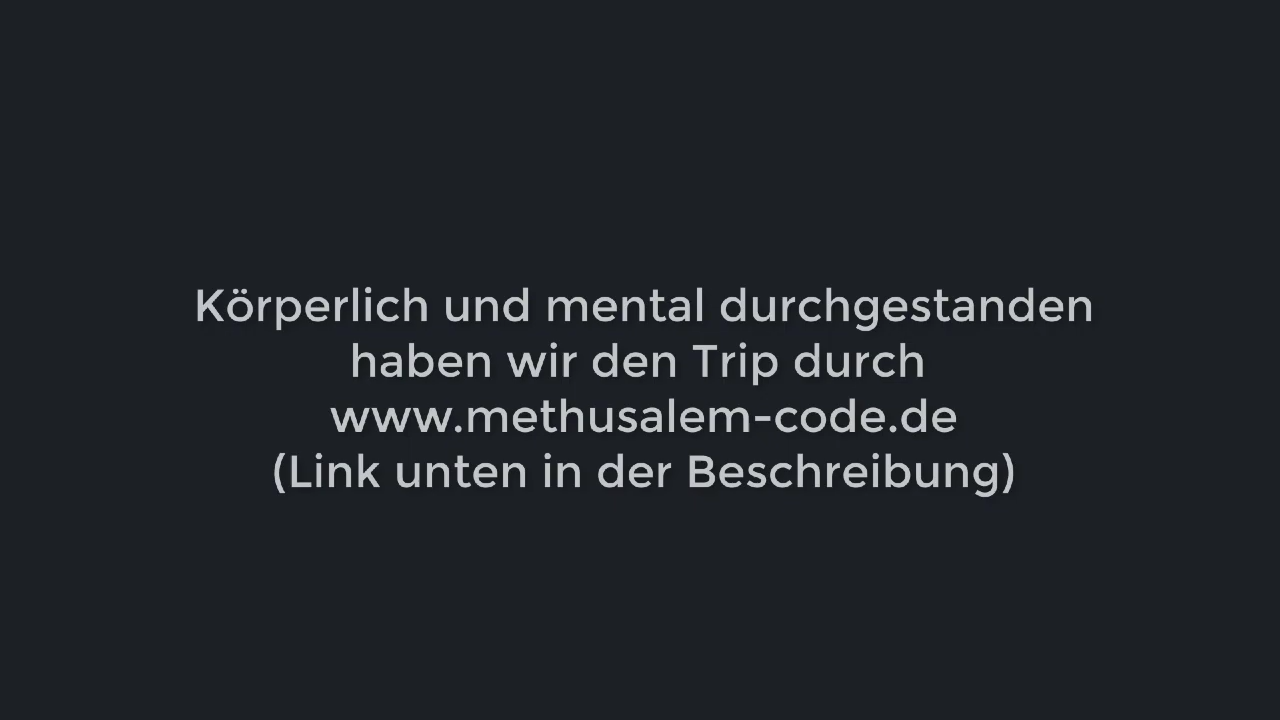 Körperlich und mental durchgestanden
haben wir den Trip durch
www.methusalem-code.de
(Link unten in der Beschreibung)